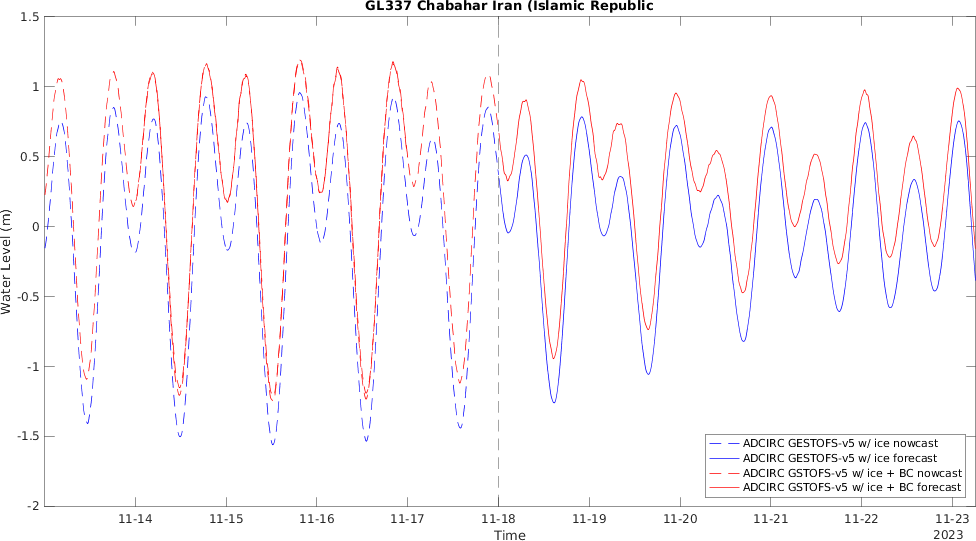 GL337 Chabahar Iran (Islamic Republic
1.5
1
0.5
0
-0.5
-1
-1.5
-2
Water Level (m)
ADCIRC GESTOFS-v5 w/ ice nowcast
ADCIRC GESTOFS-v5 w/ ice forecast
ADCIRC GSTOFS-v5 w/ ice + BC nowcast
ADCIRC GSTOFS-v5 w/ ice + BC forecast
11-14 11-15 11-16 11-17 11-18 11-19 11-20 11-21 11-22 11-23
Time
2023